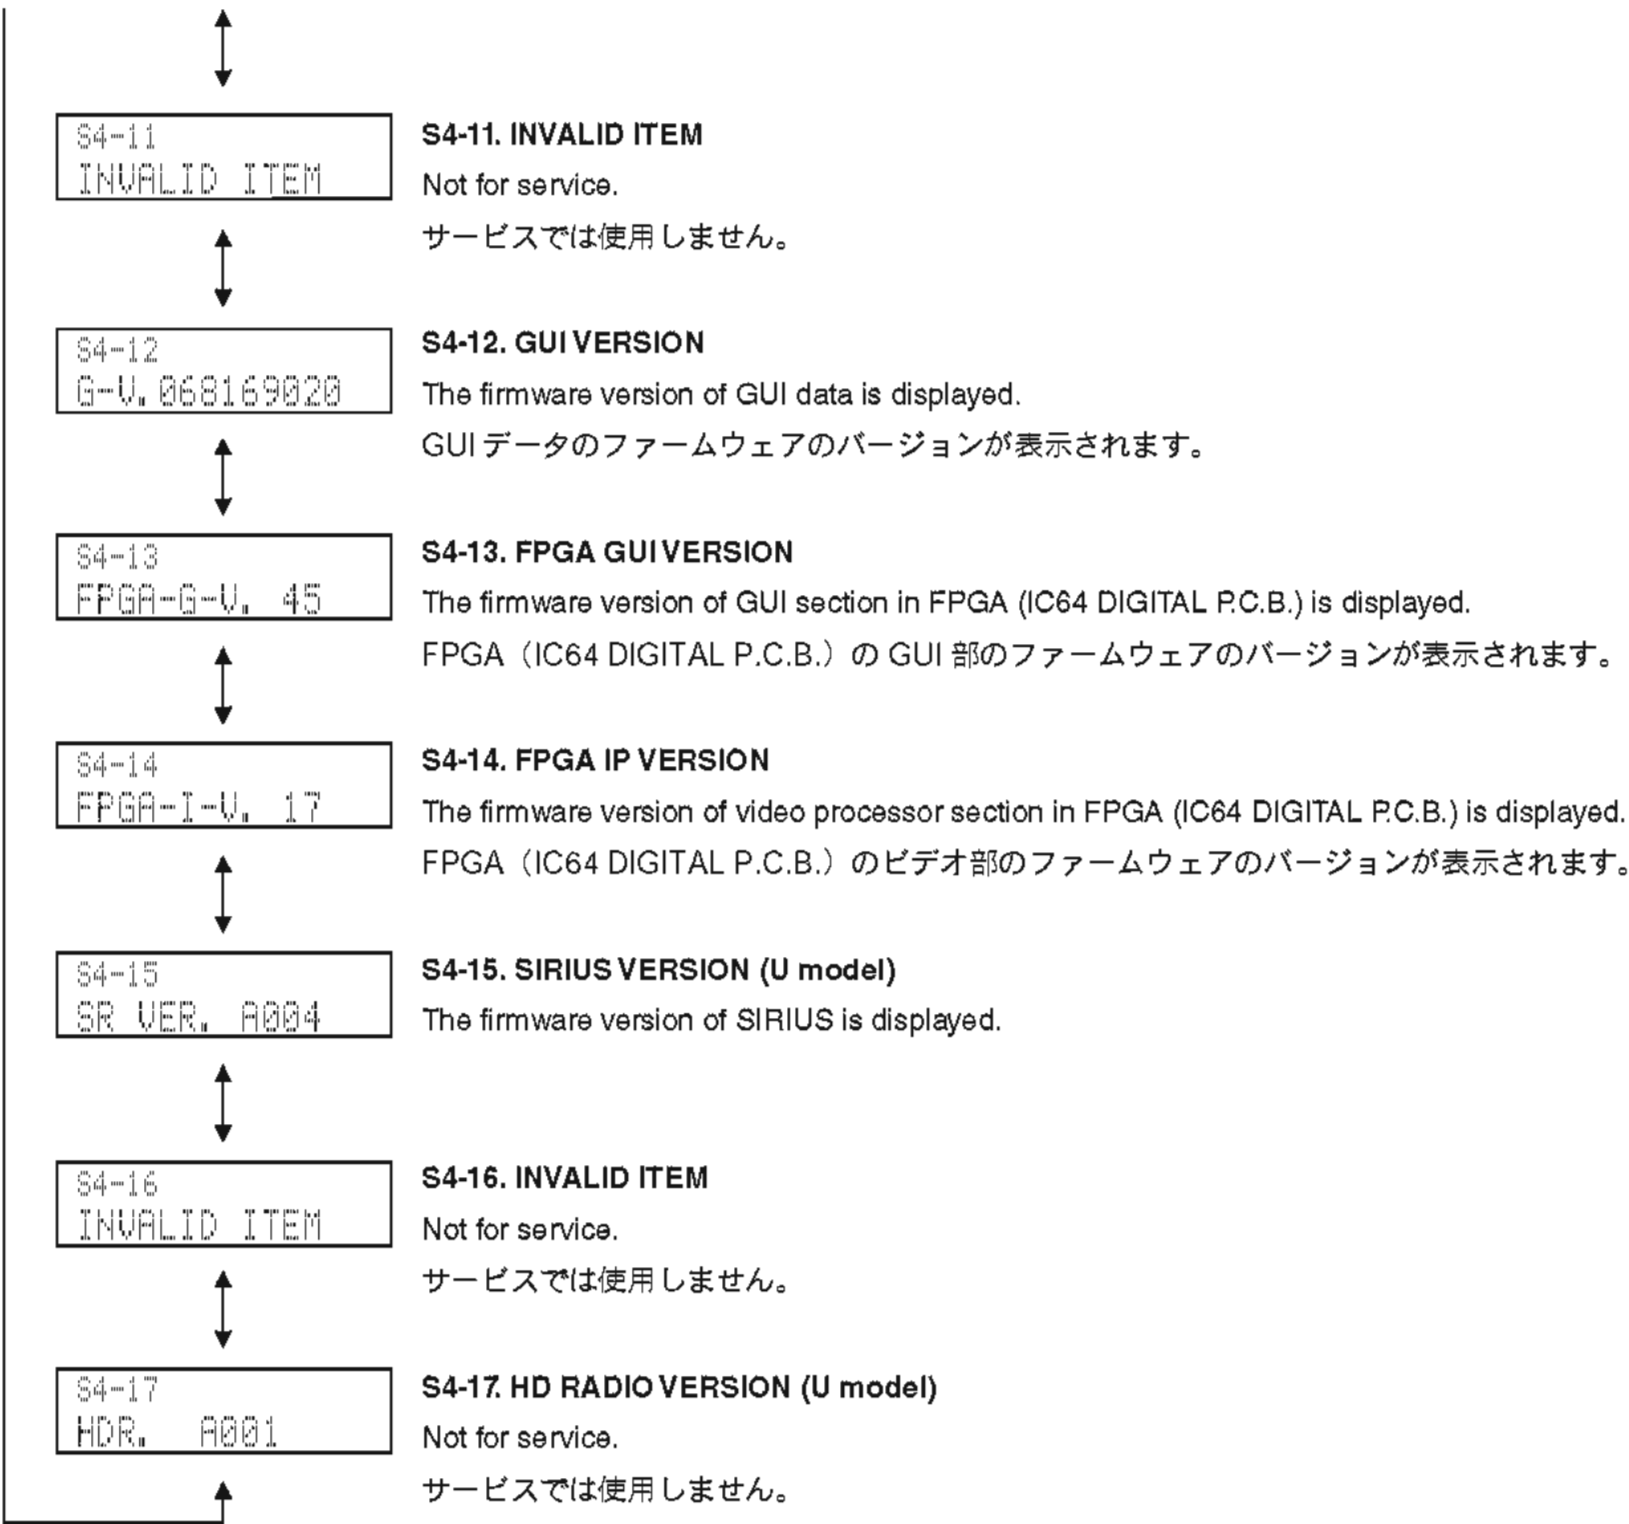 S4-11
INVALID ITEM
S4-11. INVALID ITEM
Not for service.
サービスでは使用しません。
S4-12
G-V.068169020
S4-12. GUI VERSION
The firmware version of GUI data is displayed.
GUI データのファームウェアのバージョンが表示されます。
S4-13
FPGA-G-V. 45
S4-13. FPGA GUI VERSION
The firmware version of GUI section in FPGA (IC64 DIGITAL P.C.B.) is displayed.
FPGA（IC64 DIGITAL P.C.B.）の GUI 部のファームウェアのバージョンが表示されます。
S4-14
FPGA-I-V. 17
S4-14. FPGA IP VERSION
The firmware version of video processor section in FPGA (IC64 DIGITAL P.C.B.) is displayed.
FPGA（IC64 DIGITAL P.C.B.）のビデオ部のファームウェアのバージョンが表示されます。
S4-15
SR VER. A004
S4-15. SIRIUS VERSION (U model)
The firmware version of SIRIUS is displayed.
S4-16
INVALID ITEM
S4-16. INVALID ITEM
Not for service.
サービスでは使用しません。
S4-17
HDR. A001
S4-17. HD RADIO VERSION (U model)
Not for service.
サービスでは使用しません。